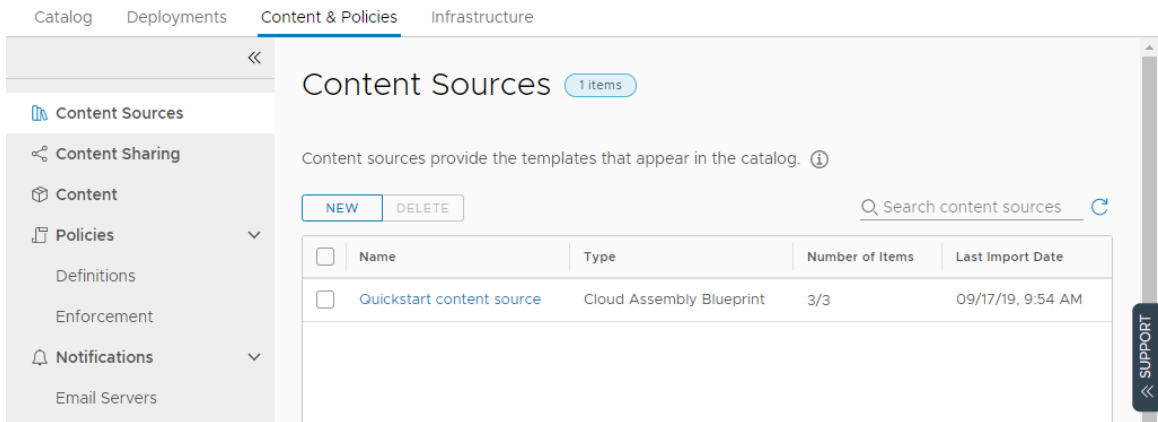 Catalog Deployments Content & Policies Infrastructure
Content Sources
Content Sharing
Content
Policies
Definitions
Enforcement
Notifications
Email Servers
Content Sources 1 items
Content sources provide the templates that appear in the catalog.
NEW DELETE Search content sources
Name Type Number of Items Last Import Date
Quickstart content source Cloud Assembly Blueprint 3/3 09/17/19, 9:54 AM
SUPPORT